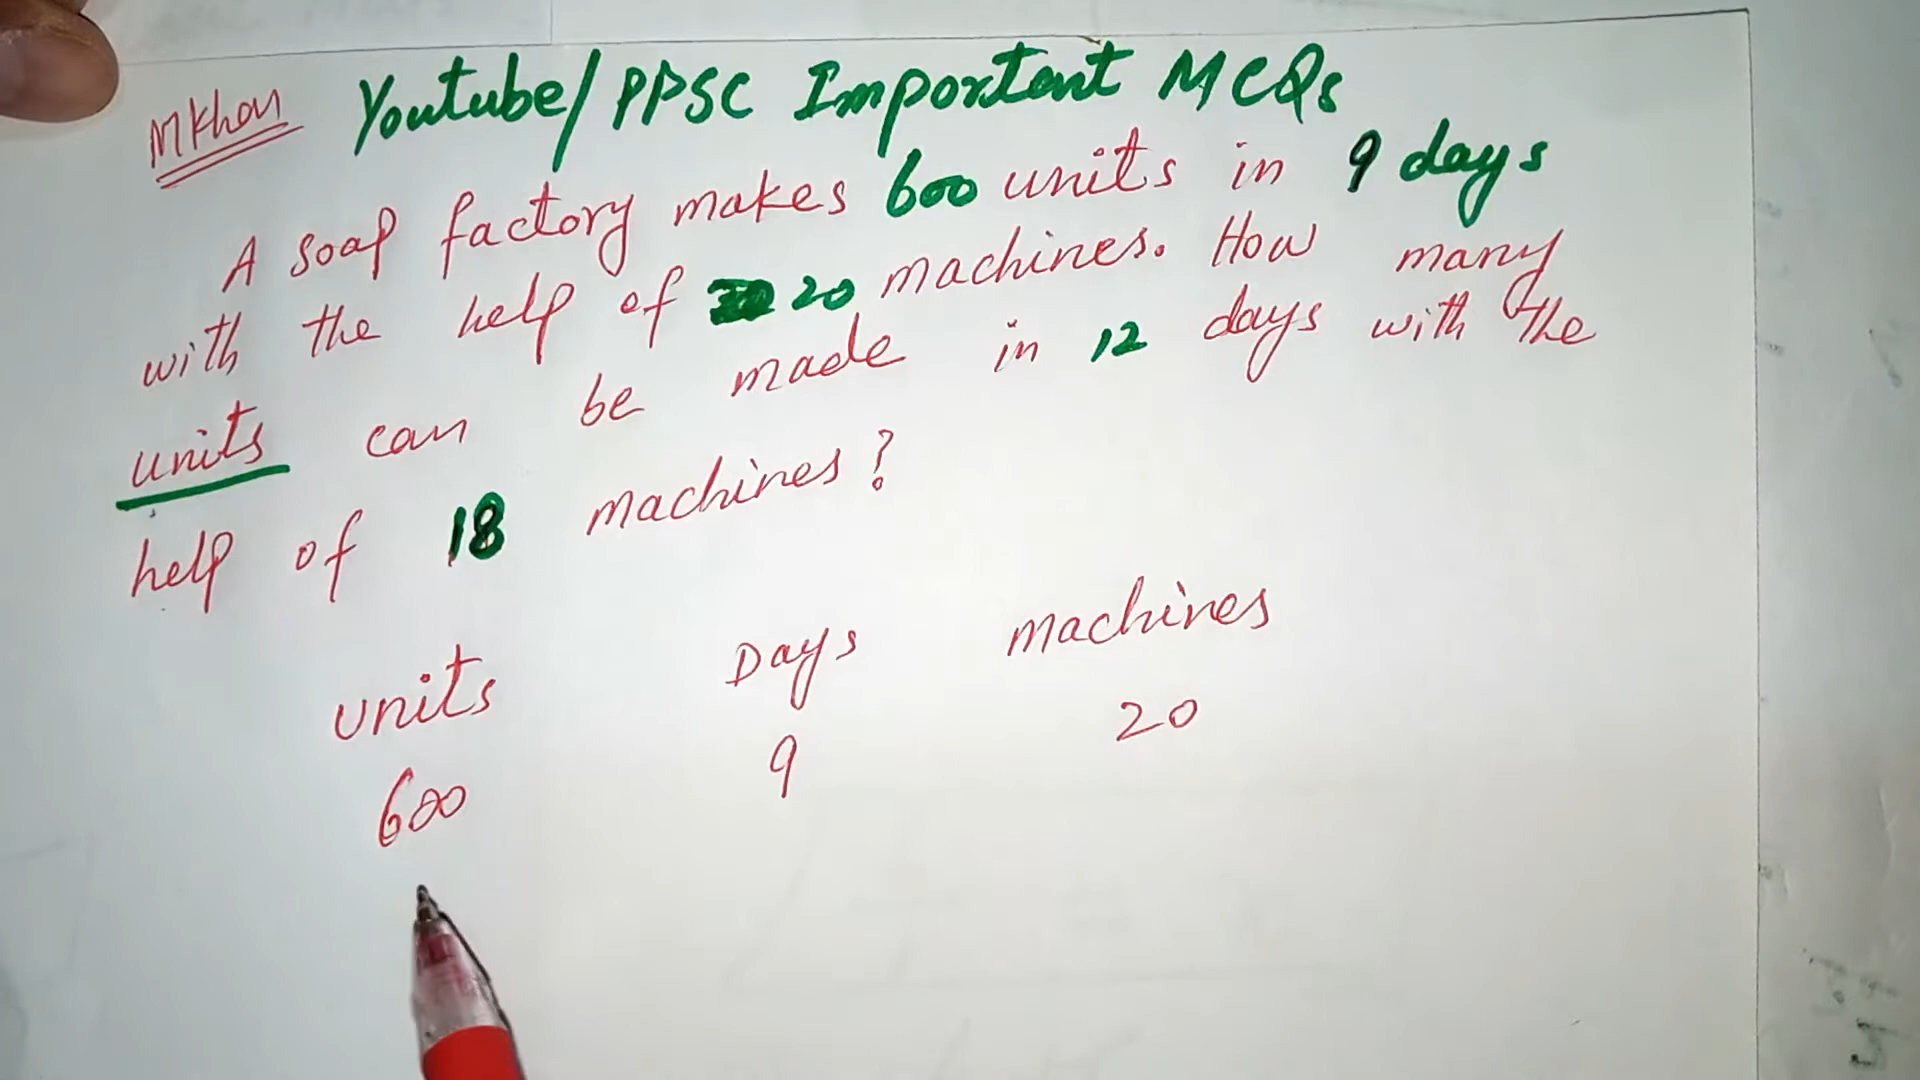 MKhan Youtube/PPSC Important MCQs
A soap factory makes 600 units in 9 days
with the help of 20 machines. How many
units can be made in 12 days with the
help of 18 machines?
units Days Machines
600 9 20